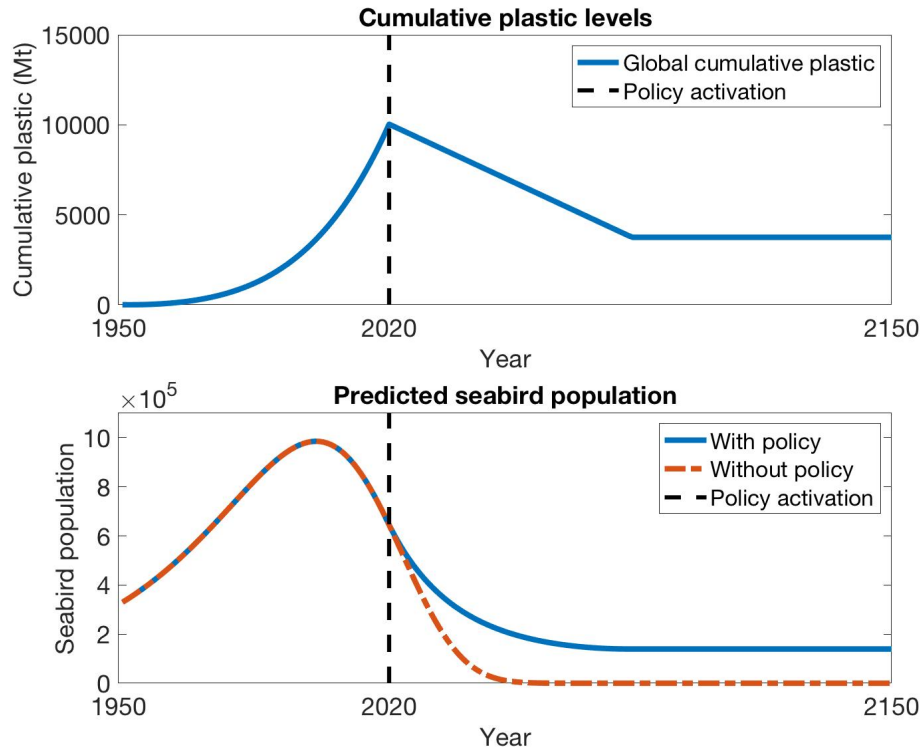 Cumulative plastic levels
15000
10000
5000
0
Cumulative plastic (Mt)
Global cumulative plastic
Policy activation
1950
2020
2150
Year
Predicted seabird population
×10⁵
10
8
6
4
2
0
Seabird population
With policy
Without policy
Policy activation
1950
2020
2150
Year